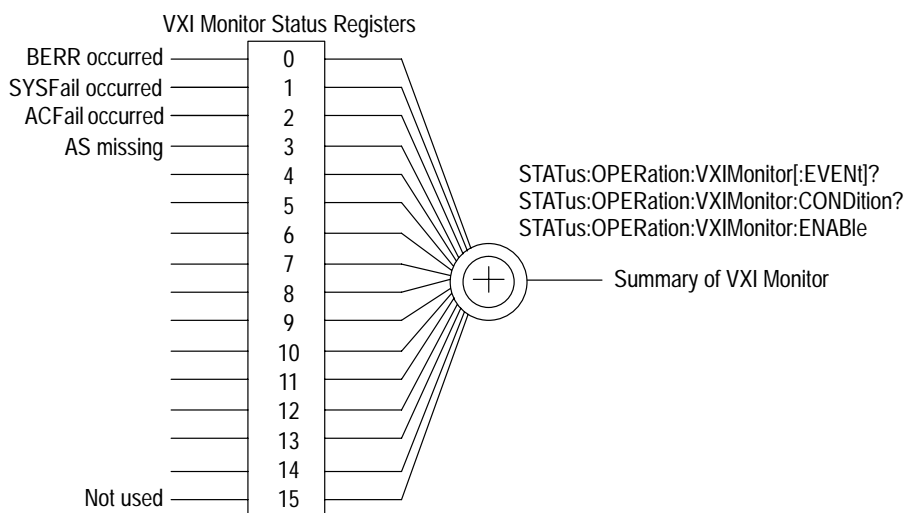 VXI Monitor Status Registers
BERR occurred 0
SYSFail occurred 1
ACFail occurred 2
AS missing 3
4
5
6
7
8
9
10
11
12
13
14
Not used 15
STATus:OPERation:VXIMonitor[:EVENt]?
STATus:OPERation:VXIMonitor:CONDition?
STATus:OPERation:VXIMonitor:ENABle
Summary of VXI Monitor